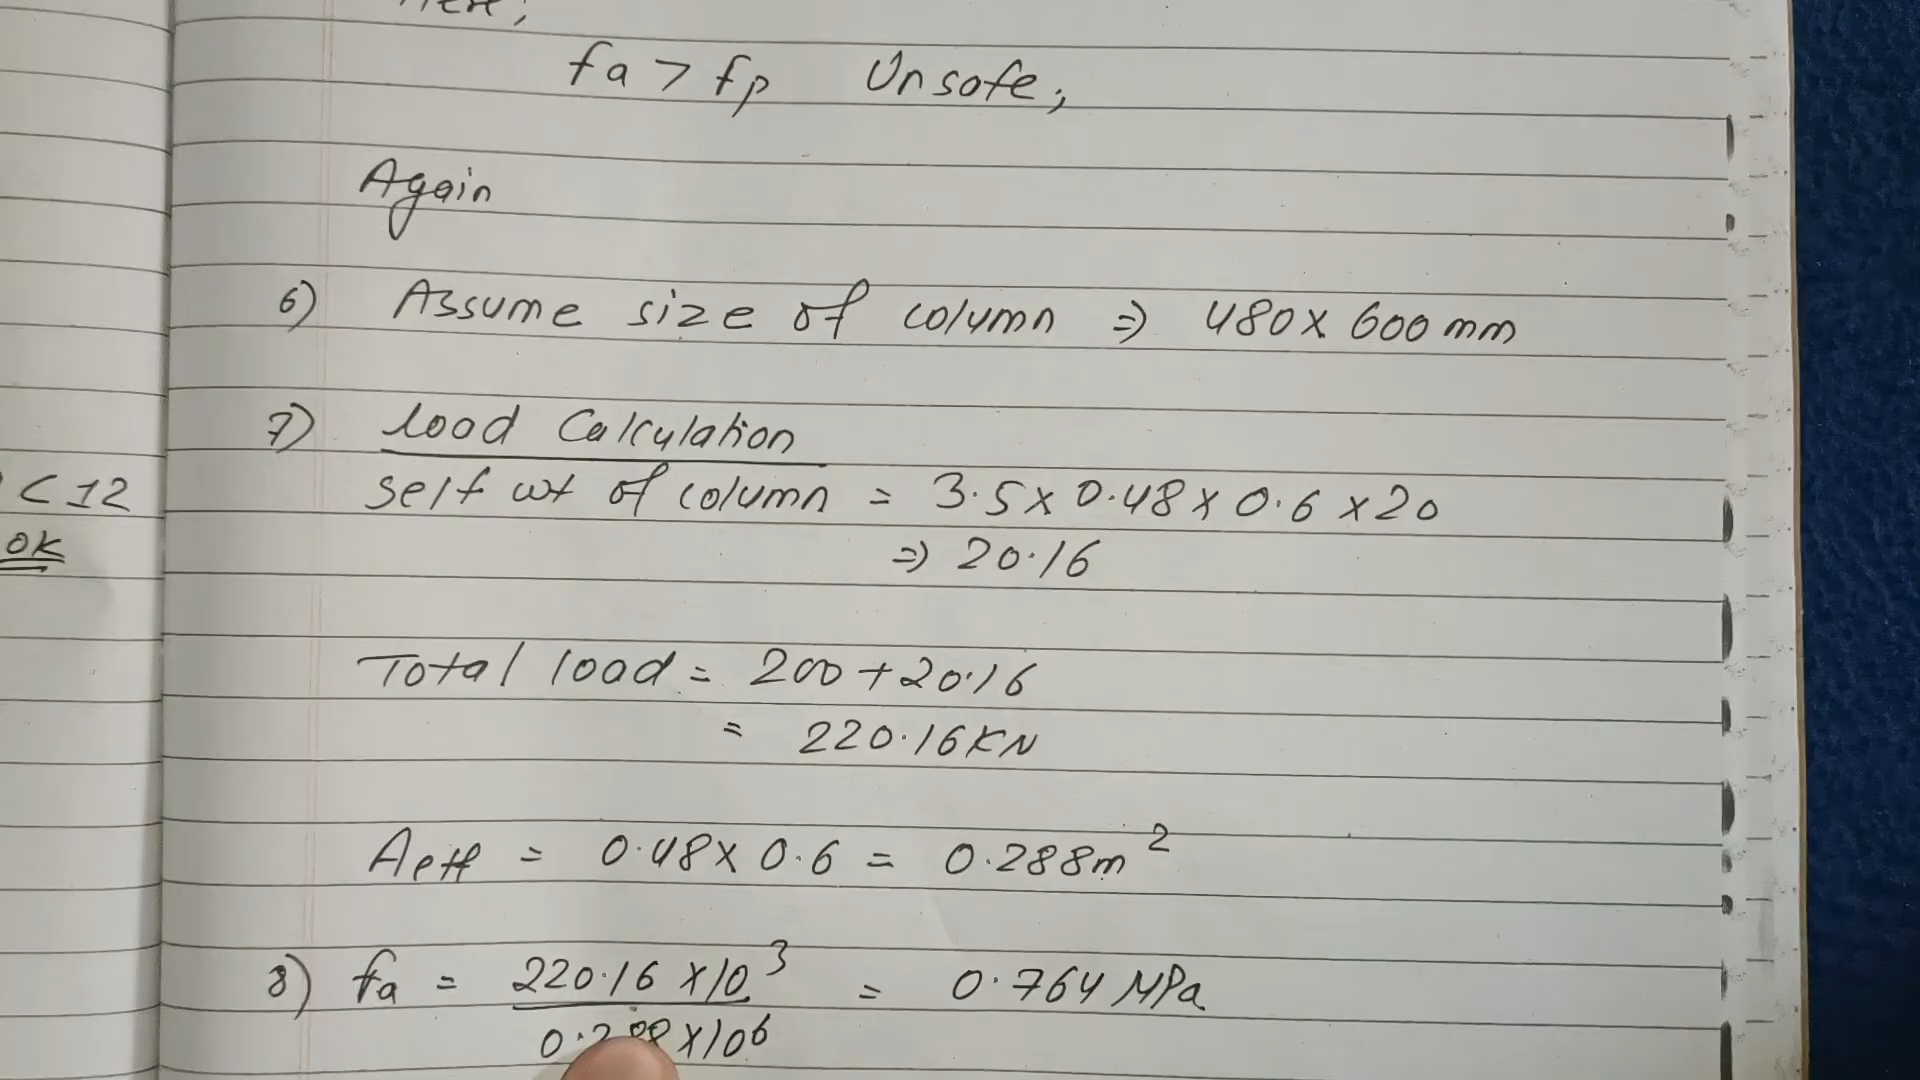 fa > fp Unsafe,
Again
6) Assume size of column ⇒ 480 x 600 mm
7) load Calculation
self wt of column = 3.5 x 0.48 x 0.6 x 20
⇒ 20.16
< 12
OK
Total load = 200 + 20.16
= 220.16 KN
Aeff = 0.48 x 0.6 = 0.288m²
8) fa = 220.16 x 10³ = 0.764 MPa
x 10⁶